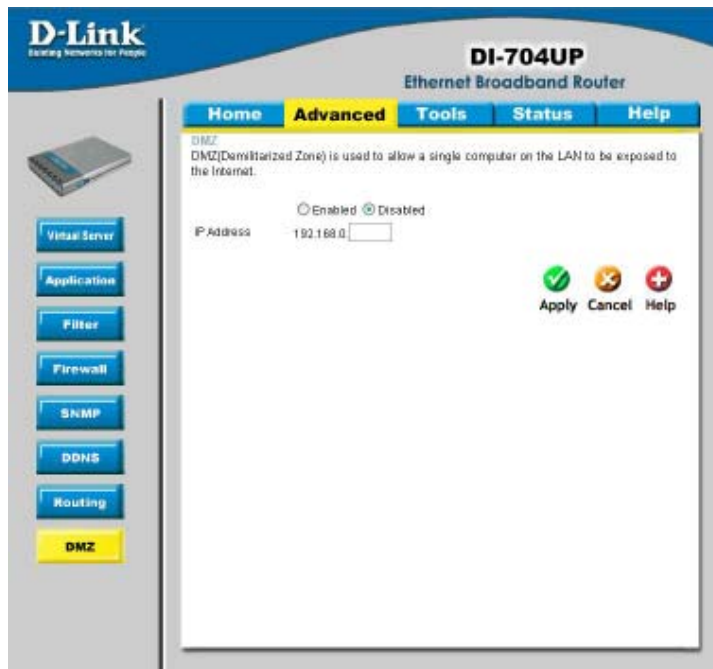 D-Link
Building Networks for People
DI-704UP
Ethernet Broadband Router
Home Advanced Tools Status Help
DMZ
DMZ(Demilitarized Zone) is used to allow a single computer on the LAN to be exposed to
the Internet.
Enabled Disabled
IP Address 192.168.0.
Apply Cancel Help
Virtual Server
Application
Filter
Firewall
SNMP
DDNS
Routing
DMZ